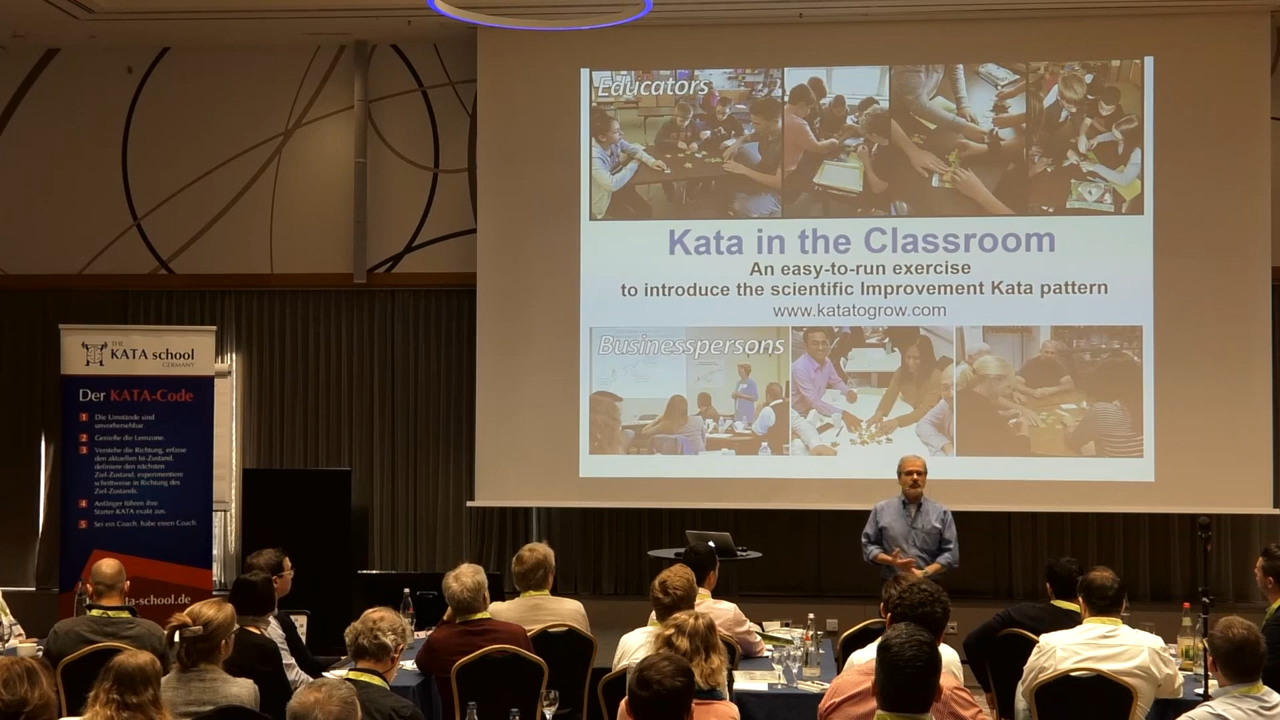 Educators
Kata in the Classroom
An easy-to-run exercise
to introduce the scientific Improvement Kata pattern
www.katatogrow.com
Businesspersons
THE
KATA school
GERMANY
Der KATA-Code
1 Die Umstände sind
unvorhersehbar.
2 Genieße die Lernzone.
3 Verstehe die Richtung, erfasse
den aktuellen Ist-Zustand,
definiere den nächsten
Ziel-Zustand, experimentiere
schrittweise in Richtung des
Ziel-Zustands.
4 Anfänger führen ihre
Starter-KATA exakt aus.
5 Sei ein Coach, habe einen Coach.
ta-school.de